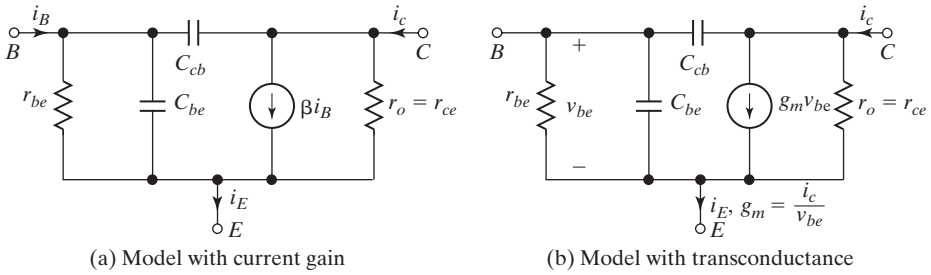 i_B
B
C_cb
i_c
C
r_be
C_be
βi_B
r_o = r_ce
i_E
E
(a) Model with current gain
B
+
C_cb
i_c
C
r_be
v_be
C_be
g_m v_be
r_o = r_ce
−
i_E, g_m = i_c / v_be
E
(b) Model with transconductance